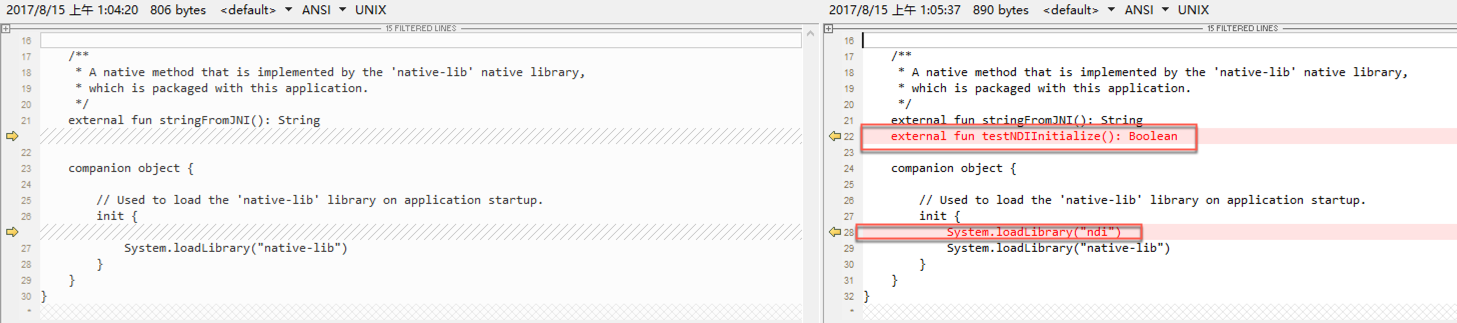 2017/8/15 上午 1:04:20 806 bytes <default> ANSI UNIX
15 FILTERED LINES
16
17 /**
18 * A native method that is implemented by the 'native-lib' native library,
19 * which is packaged with this application.
20 */
21 external fun stringFromJNI(): String
22
23 companion object {
24
25 // Used to load the 'native-lib' library on application startup.
26 init {
27 System.loadLibrary("native-lib")
28 }
29 }
30 }
2017/8/15 上午 1:05:37 890 bytes <default> ANSI UNIX
15 FILTERED LINES
16
17 /**
18 * A native method that is implemented by the 'native-lib' native library,
19 * which is packaged with this application.
20 */
21 external fun stringFromJNI(): String
22 external fun testNDIInitialize(): Boolean
23
24 companion object {
25
26 // Used to load the 'native-lib' library on application startup.
27 init {
28 System.loadLibrary("ndi")
29 System.loadLibrary("native-lib")
30 }
31 }
32 }